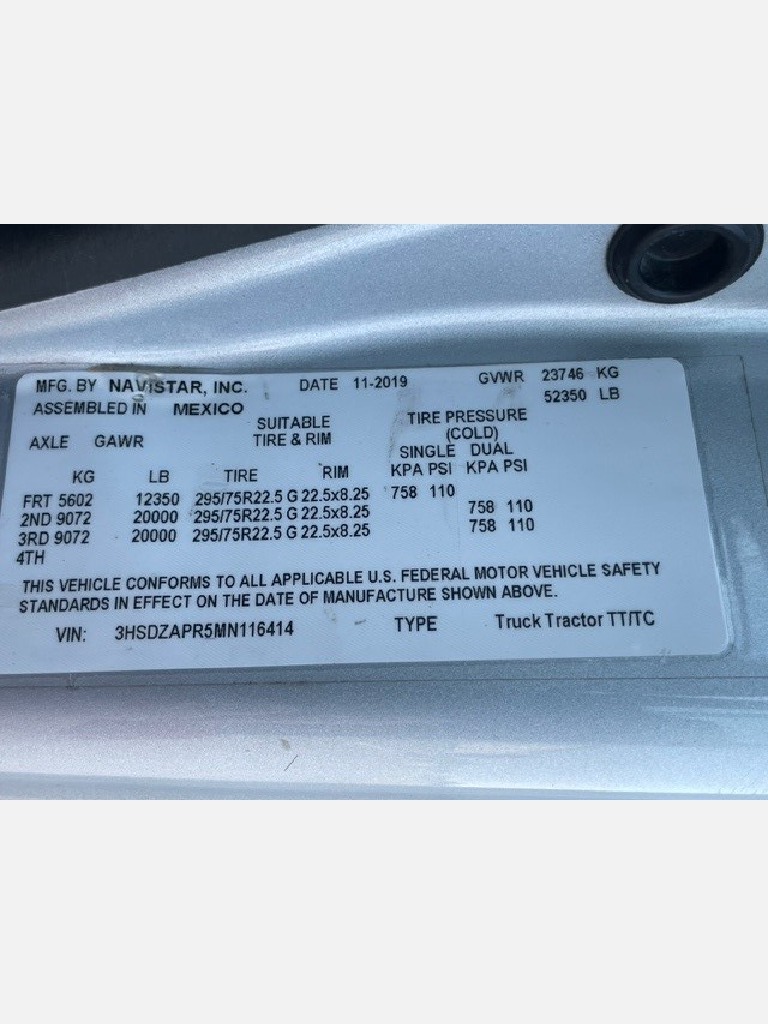 MFG. BY NAVISTAR, INC. DATE 11-2019 GVWR 23746 KG
ASSEMBLED IN MEXICO 52350 LB
SUITABLE TIRE PRESSURE
AXLE GAWR TIRE & RIM (COLD)
SINGLE DUAL
KG LB TIRE RIM KPA PSI KPA PSI
FRT 5602 12350 295/75R22.5 G 22.5x8.25 758 110
2ND 9072 20000 295/75R22.5 G 22.5x8.25 758 110
3RD 9072 20000 295/75R22.5 G 22.5x8.25 758 110
4TH
THIS VEHICLE CONFORMS TO ALL APPLICABLE U.S. FEDERAL MOTOR VEHICLE SAFETY
STANDARDS IN EFFECT ON THE DATE OF MANUFACTURE SHOWN ABOVE.
VIN: 3HSDZAPR5MN116414 TYPE Truck Tractor TT/TC